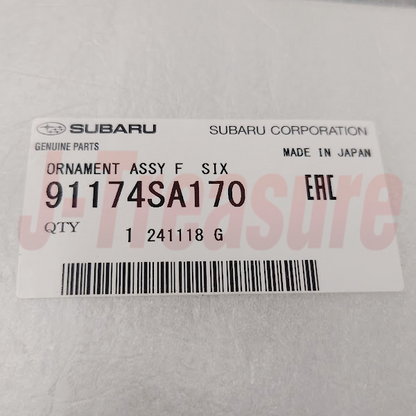 SUBARU SUBARU CORPORATION
GENUINE PARTS
MADE IN JAPAN
ORNAMENT ASSY F SIX
91174SA170 EAC
QTY 1 241118 G
J-Treasure